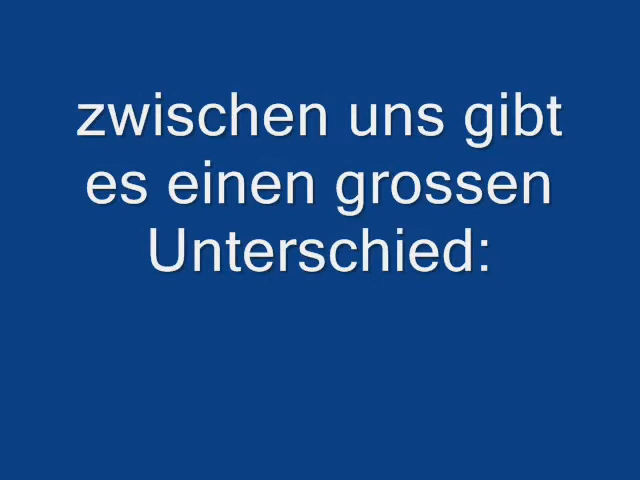 zwischen uns gibt
es einen grossen
Unterschied: